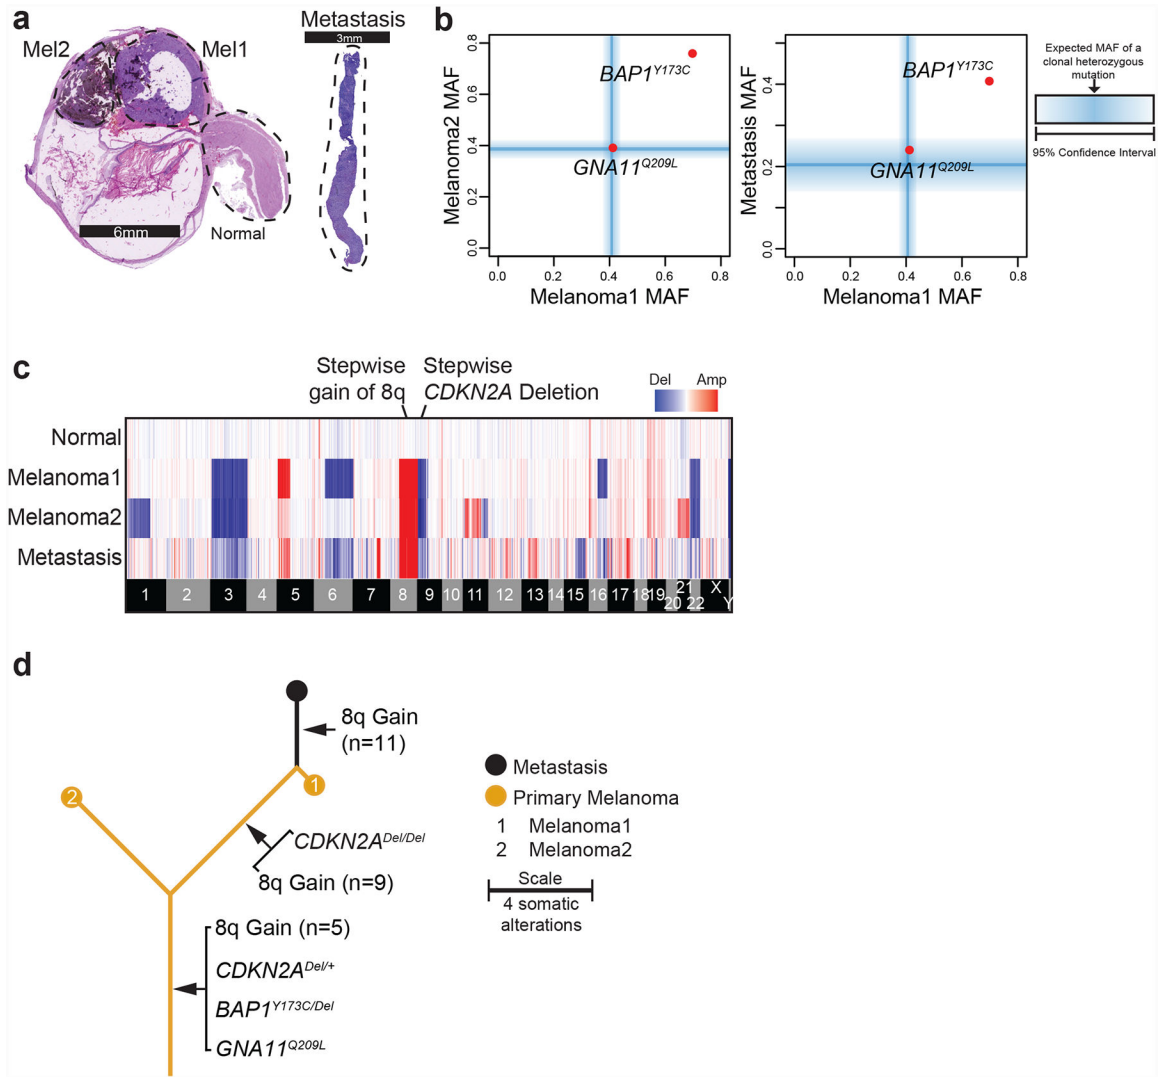 a
Metastasis
3mm
Mel2
Mel1
6mm
Normal
b
Melanoma2 MAF
0.0
0.2
0.4
0.6
0.8
BAP1Y173C
GNA11Q209L
0.0 0.2 0.4 0.6 0.8
Melanoma1 MAF
Metastasis MAF
0.0
0.2
0.4
BAP1Y173C
GNA11Q209L
0.0 0.2 0.4 0.6 0.8
Melanoma1 MAF
Expected MAF of a
clonal heterozygous
mutation
95% Confidence Interval
c
Stepwise
gain of 8q
Stepwise
CDKN2A Deletion
Del Amp
Normal
Melanoma1
Melanoma2
Metastasis
1 2 3 4 5 6 7 8 9 10 11 12 13 14 15 16 17 18 19 20 21 22 X Y
d
8q Gain
(n=11)
1
2
CDKN2ADel/Del
8q Gain (n=9)
8q Gain (n=5)
CDKN2ADel/+
BAP1Y173C/Del
GNA11Q209L
Metastasis
Primary Melanoma
1 Melanoma1
2 Melanoma2
Scale
4 somatic
alterations